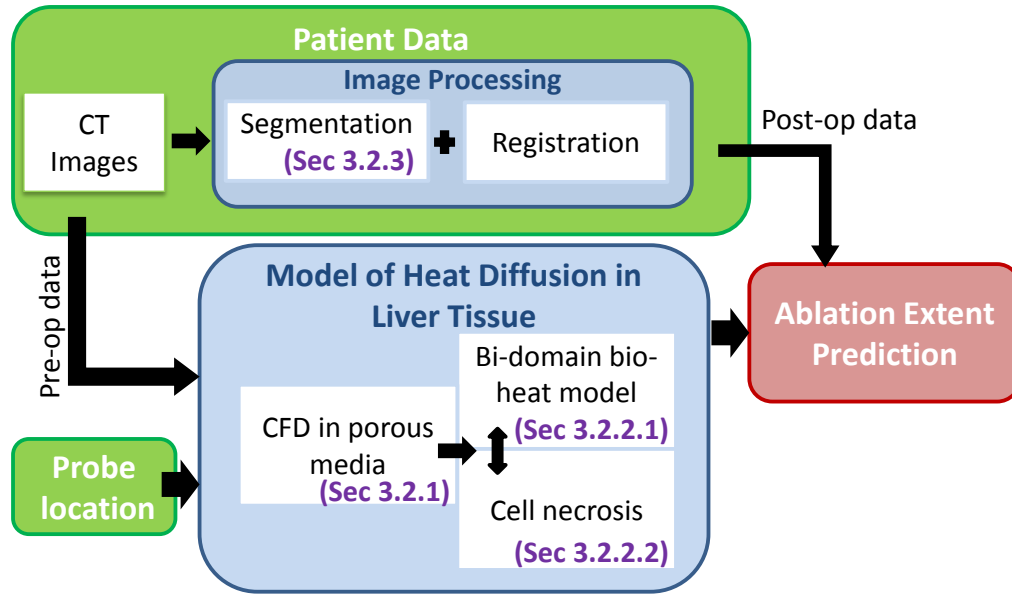 Patient Data
Image Processing
CT
Images
Segmentation
(Sec 3.2.3)
Registration
Post-op data
Pre-op data
Model of Heat Diffusion in
Liver Tissue
Bi-domain bio-
heat model
(Sec 3.2.2.1)
CFD in porous
media
(Sec 3.2.1)
Cell necrosis
(Sec 3.2.2.2)
Probe
location
Ablation Extent
Prediction